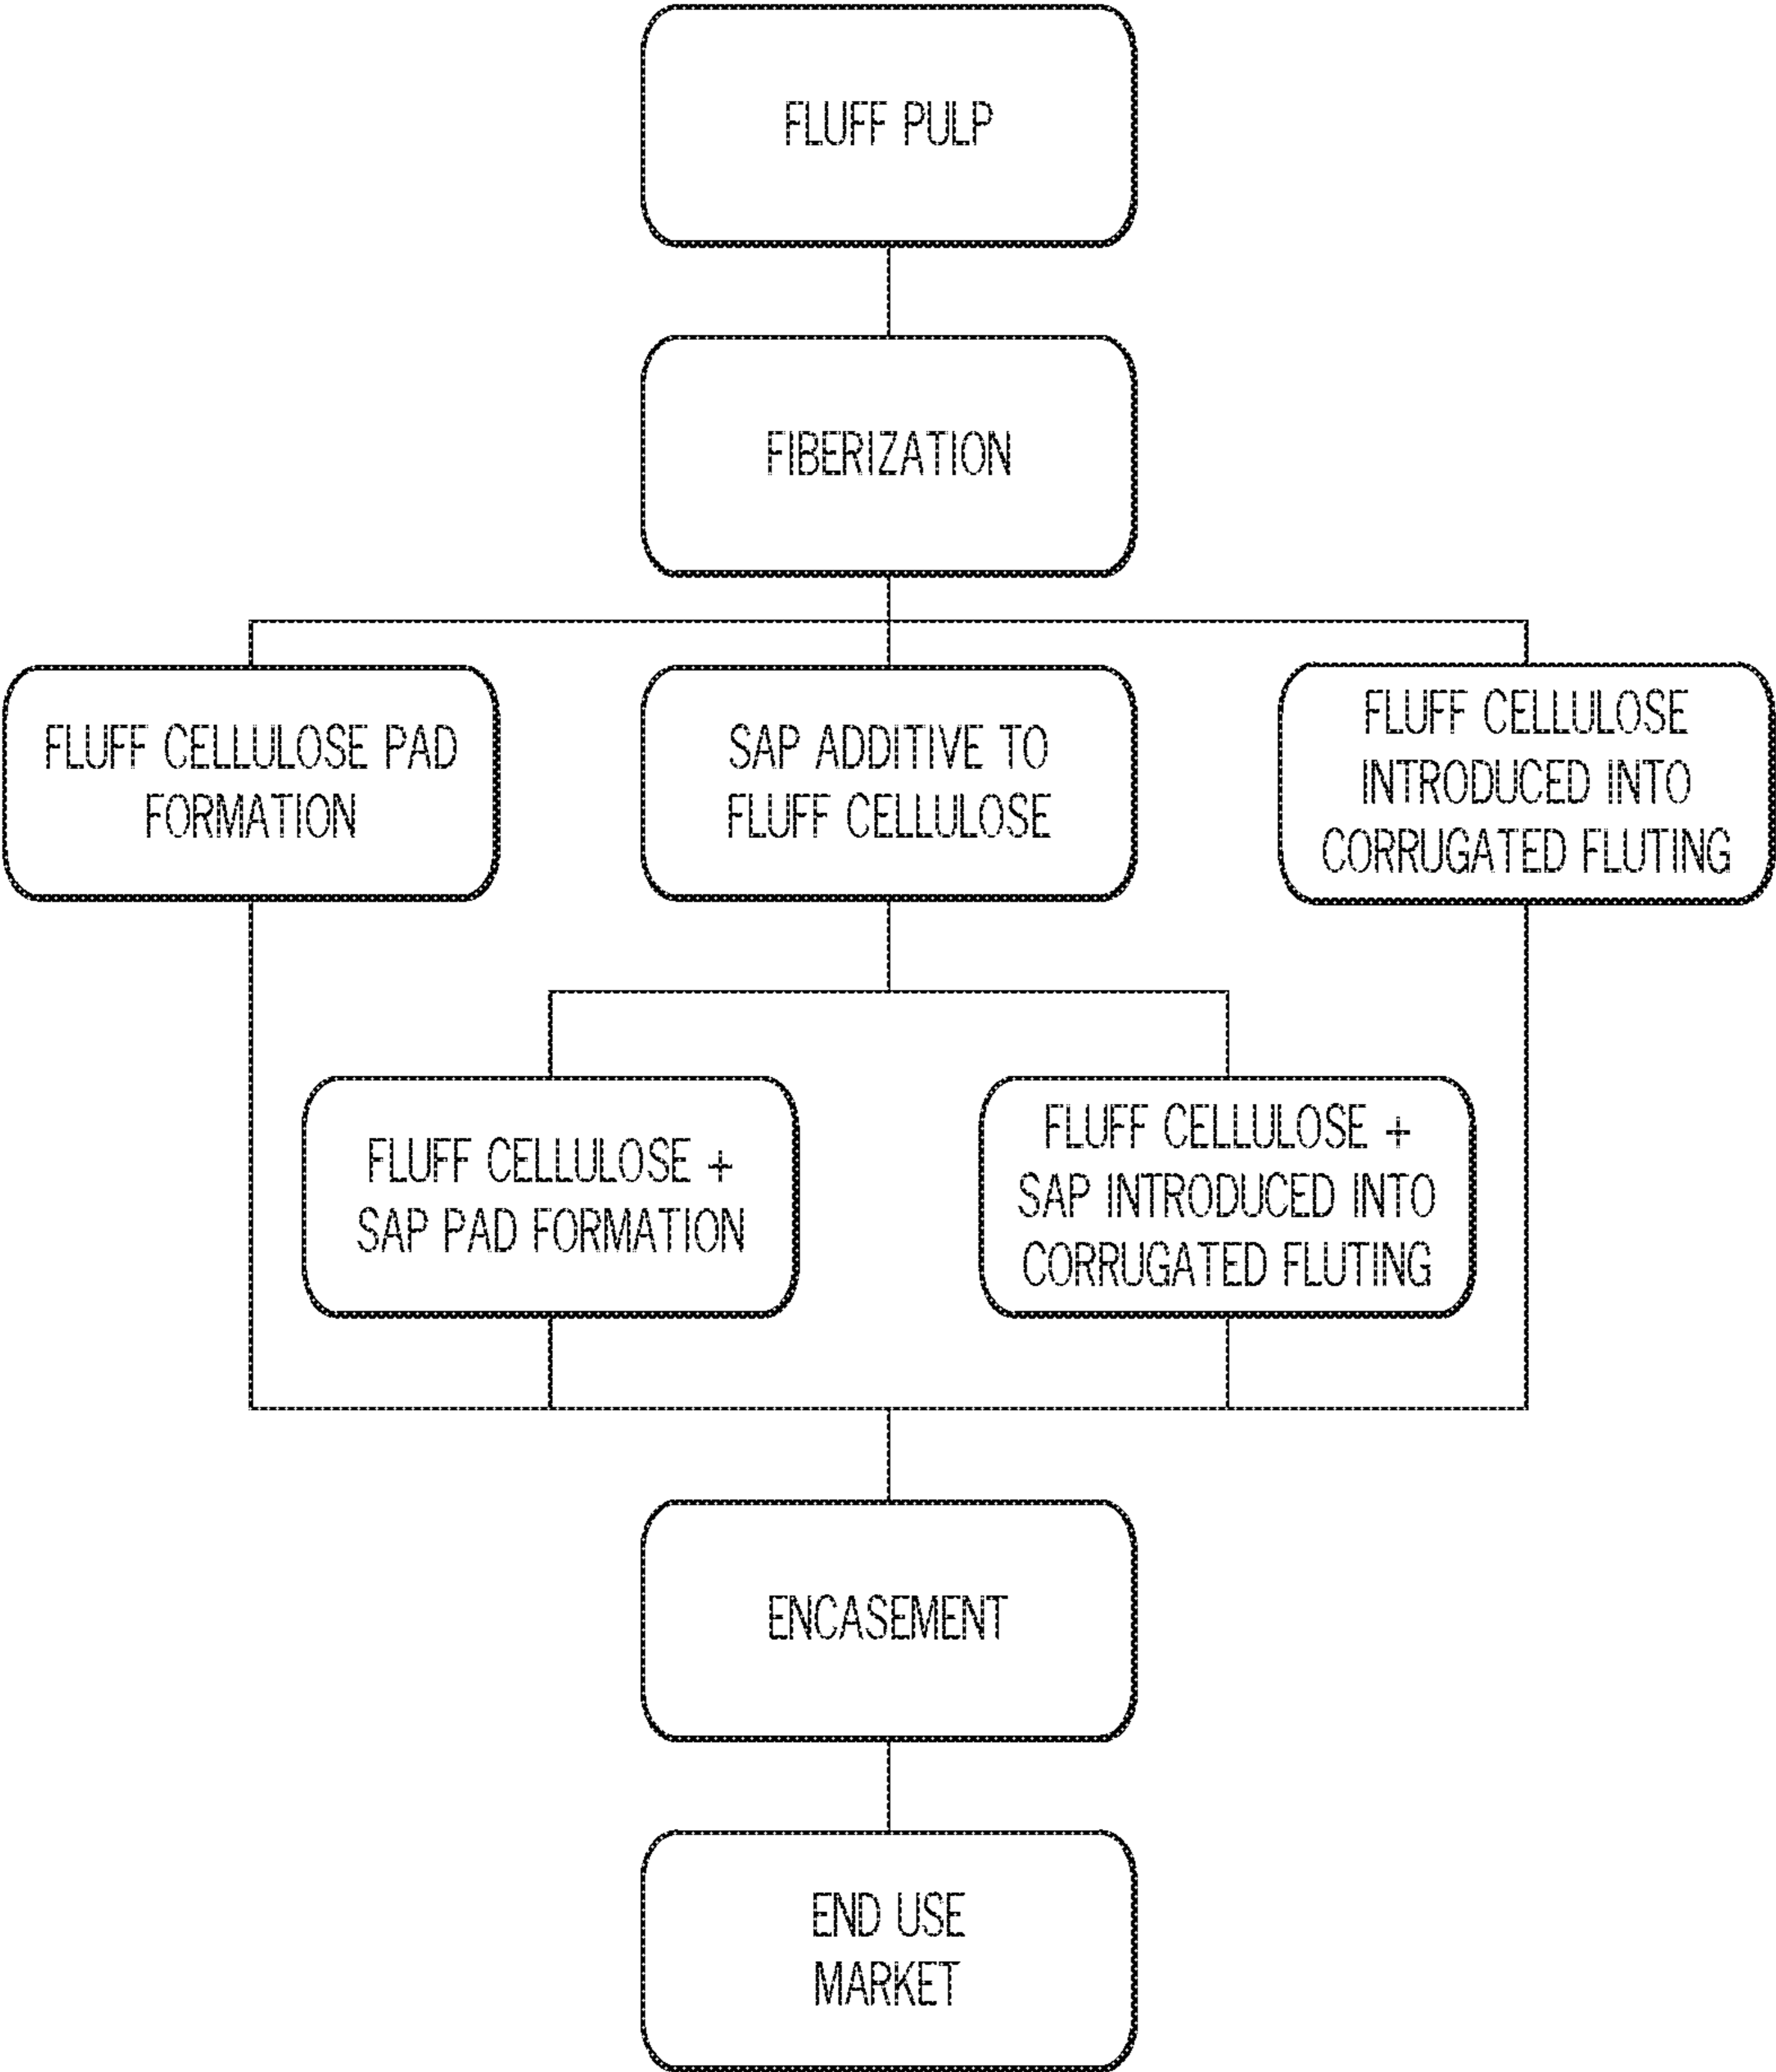 FLUFF PULP
FIBERIZATION
FLUFF CELLULOSE PAD
FORMATION
SAP ADDITIVE TO
FLUFF CELLULOSE
FLUFF CELLULOSE
INTRODUCED INTO
CORRUGATED FLUTING
FLUFF CELLULOSE +
SAP PAD FORMATION
FLUFF CELLULOSE +
SAP INTRODUCED INTO
CORRUGATED FLUTING
ENCASEMENT
END USE
MARKET